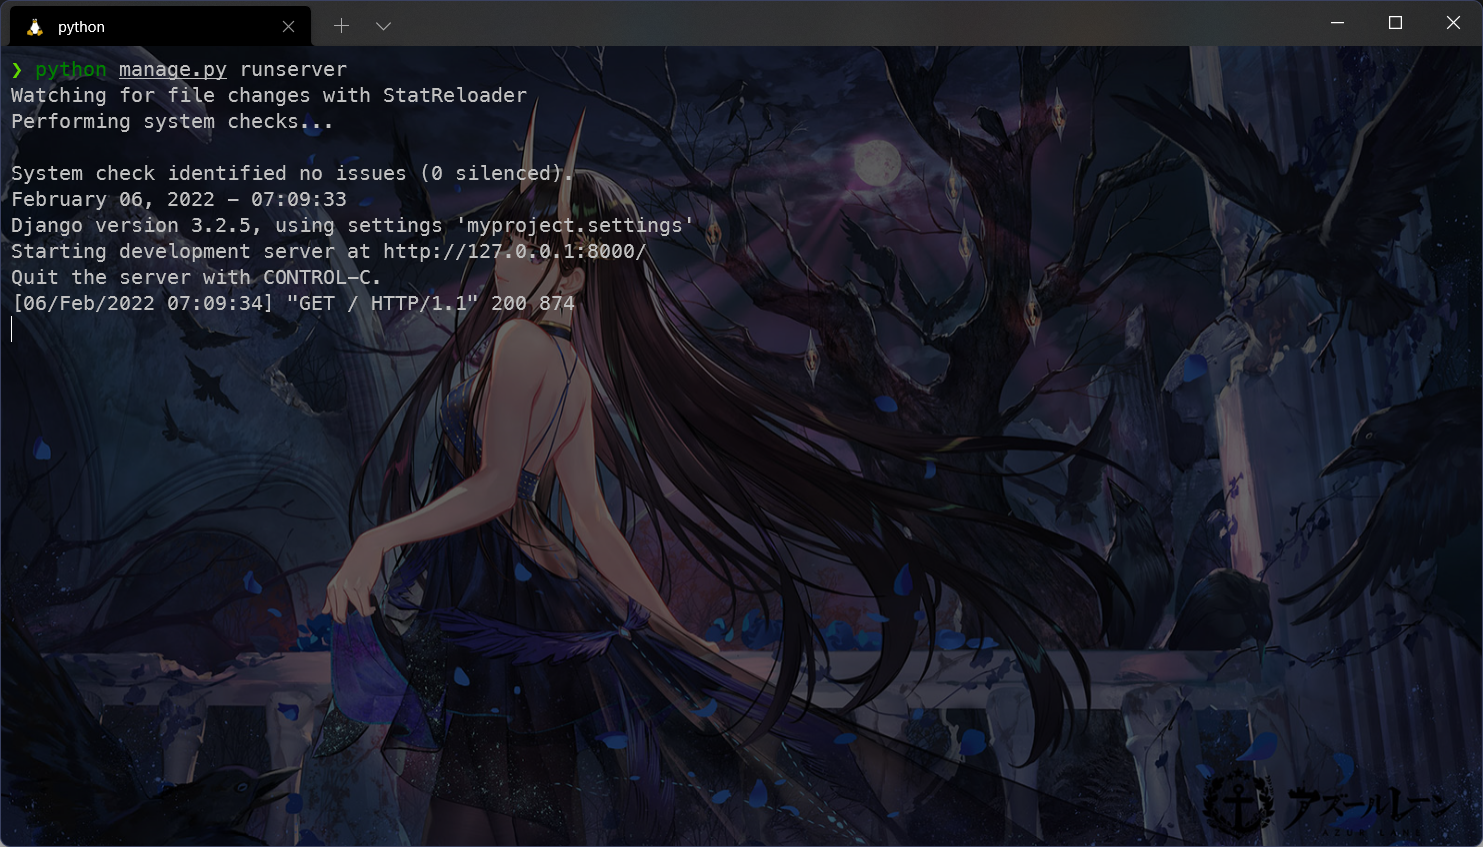 python
❯ python manage.py runserver
Watching for file changes with StatReloader
Performing system checks...
System check identified no issues (0 silenced).
February 06, 2022 - 07:09:33
Django version 3.2.5, using settings 'myproject.settings'
Starting development server at http://127.0.0.1:8000/
Quit the server with CONTROL-C.
[06/Feb/2022 07:09:34] "GET / HTTP/1.1" 200 874
アズールレーン
AZUR LANE